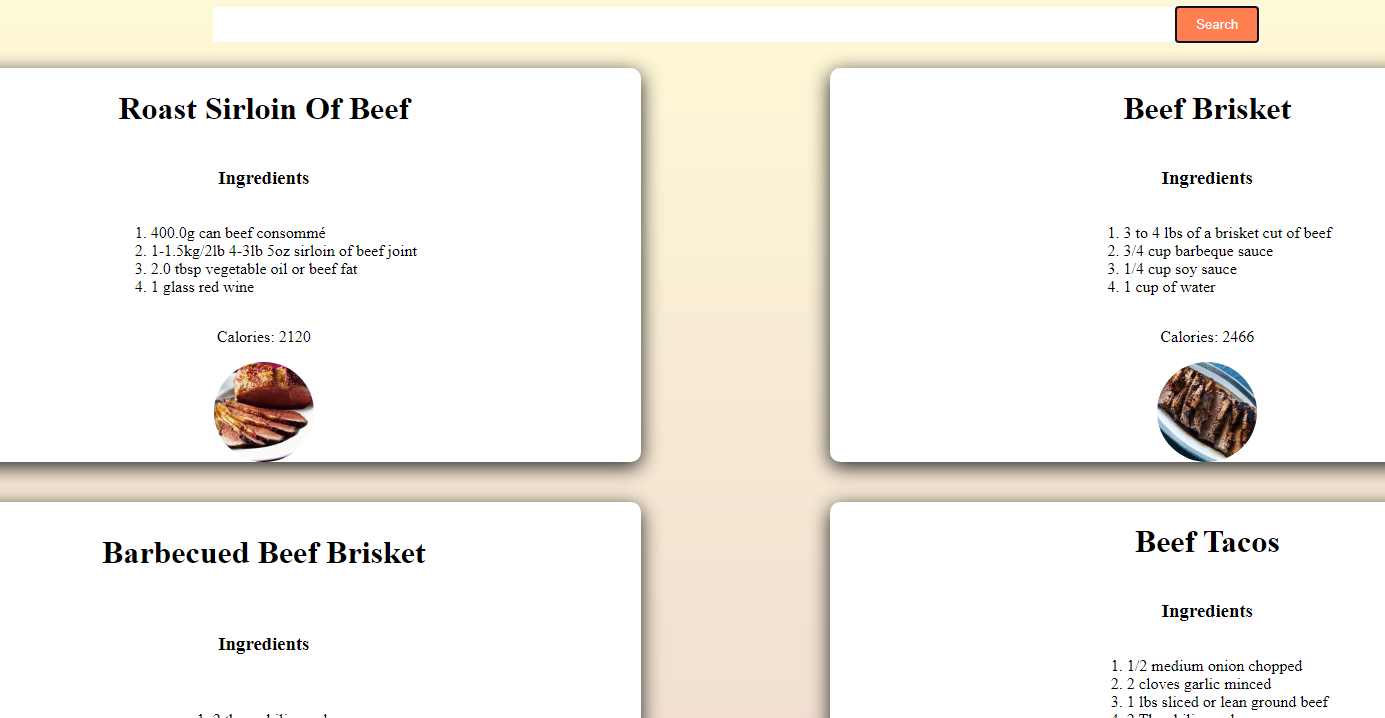 Search
Roast Sirloin Of Beef
Ingredients
1. 400.0g can beef consommé
2. 1-1.5kg/2lb 4-3lb 5oz sirloin of beef joint
3. 2.0 tbsp vegetable oil or beef fat
4. 1 glass red wine
Calories: 2120
Beef Brisket
Ingredients
1. 3 to 4 lbs of a brisket cut of beef
2. 3/4 cup barbeque sauce
3. 1/4 cup soy sauce
4. 1 cup of water
Calories: 2466
Barbecued Beef Brisket
Ingredients
Beef Tacos
Ingredients
1. 1/2 medium onion chopped
2. 2 cloves garlic minced
3. 1 lbs sliced or lean ground beef